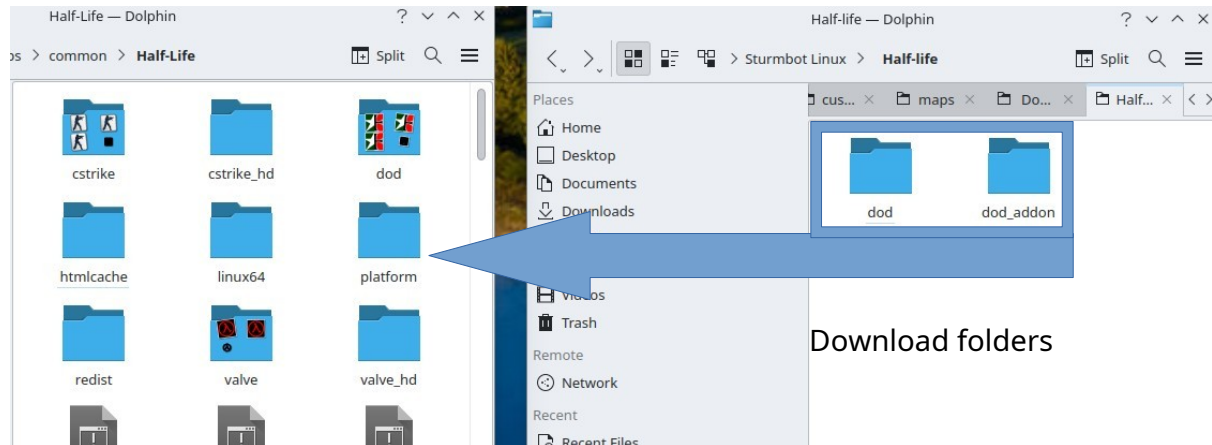 Half-Life — Dolphin
ps > common > Half-Life
Split
cstrike
cstrike_hd
dod
htmlcache
linux64
platform
redist
valve
valve_hd
Half-life — Dolphin
> Sturmbot Linux > Half-life
Split
Places
Home
Desktop
Documents
Downloads
Videos
Trash
Remote
Network
Recent
Recent Files
cus...
maps
Do...
Half...
dod
dod_addon
Download folders